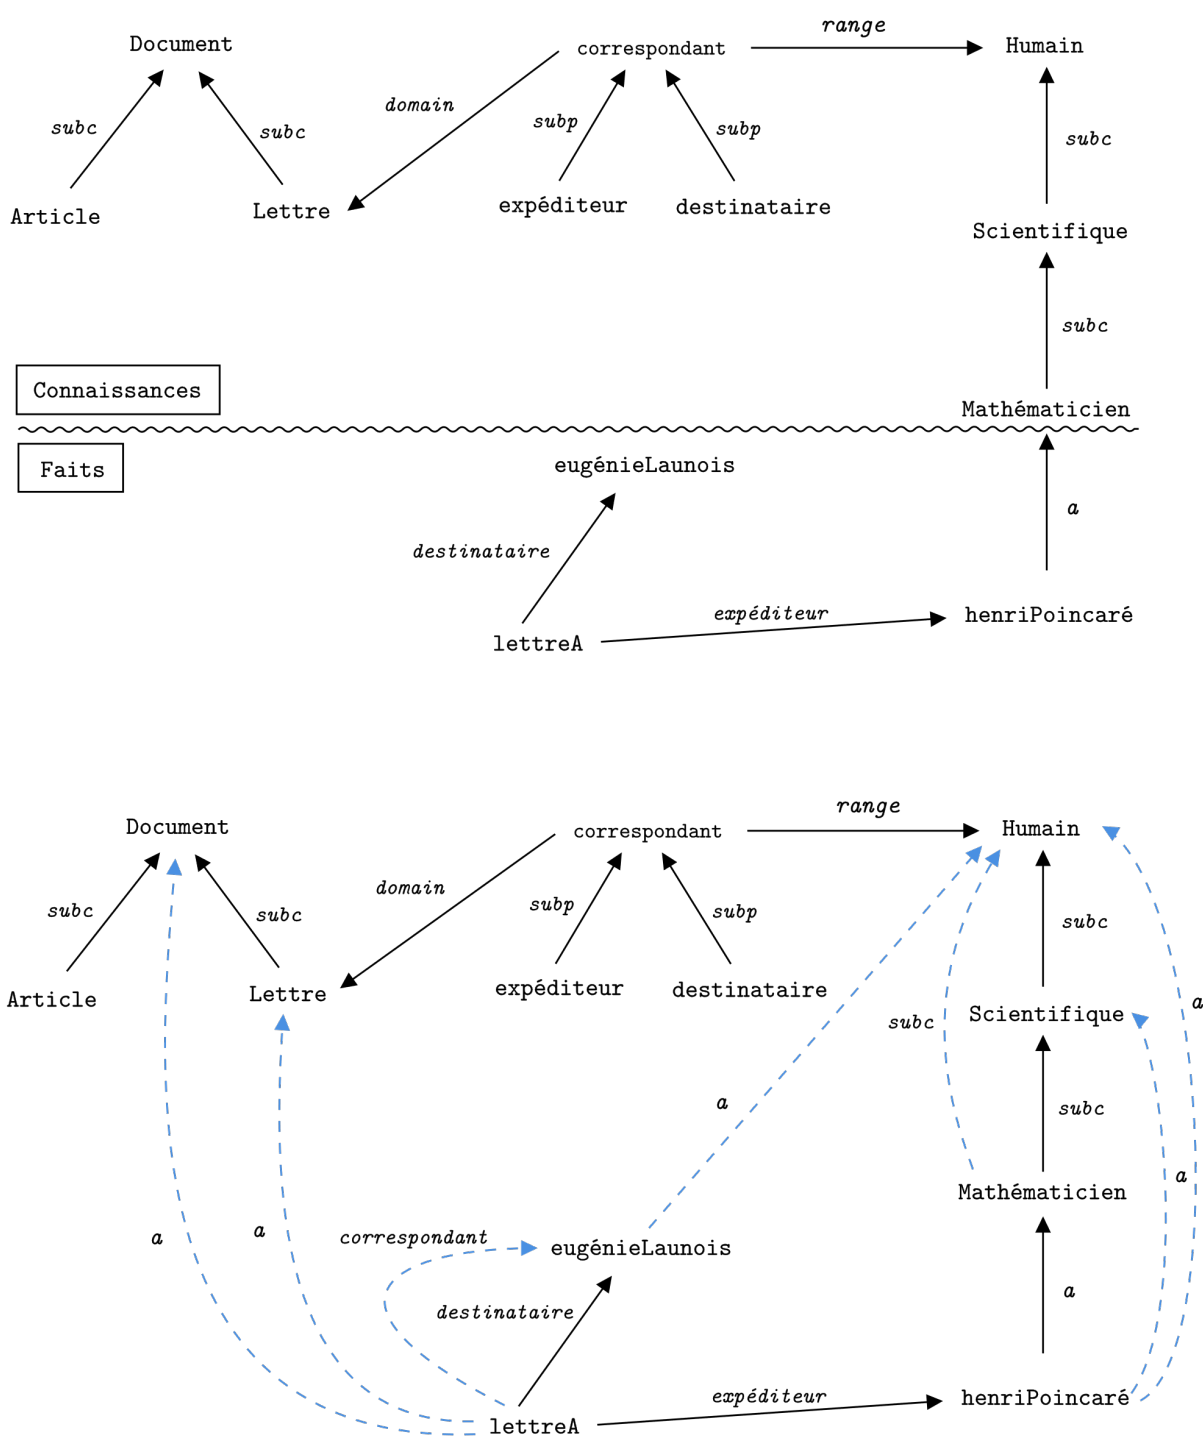 range
Document
correspondant
Humain
domain
subc
subc
subp
subp
subc
Article
Lettre
expéditeur
destinataire
Scientifique
subc
Connaissances
Mathématicien
Faits
eugénieLaunois
a
destinataire
expéditeur
henriPoincaré
lettreA
range
Document
correspondant
Humain
domain
subc
subc
subp
subp
subc
Article
Lettre
expéditeur
destinataire
a
Scientifique
subc
a
subc
a
Mathématicien
a
a
correspondant
eugénieLaunois
a
destinataire
expéditeur
henriPoincaré
lettreA